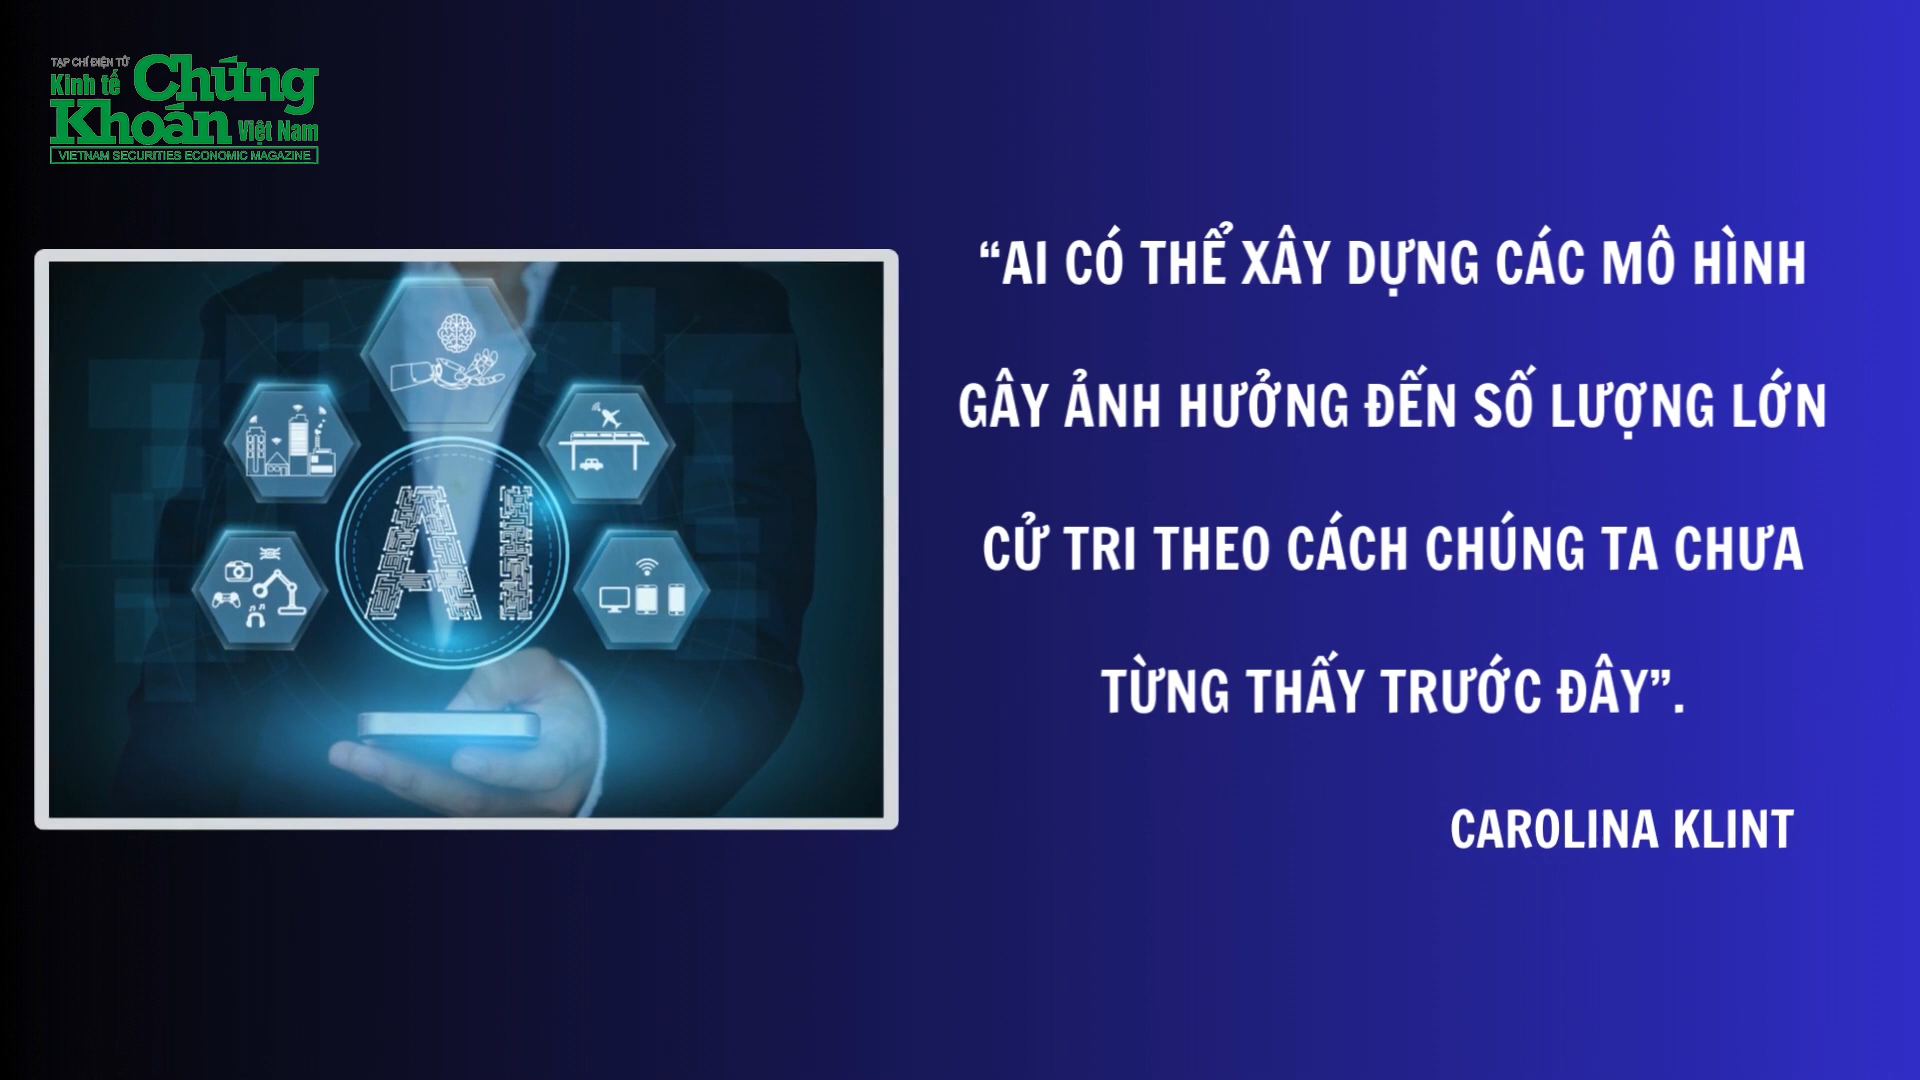 TẠP CHÍ ĐIỆN TỬ
Kinh tế Chứng
Khoán Việt Nam
VIETNAM SECURITIES ECONOMIC MAGAZINE
AI
“AI CÓ THỂ XÂY DỰNG CÁC MÔ HÌNH
GÂY ẢNH HƯỞNG ĐẾN SỐ LƯỢNG LỚN
CỬ TRI THEO CÁCH CHÚNG TA CHƯA
TỪNG THẤY TRƯỚC ĐÂY”.
CAROLINA KLINT